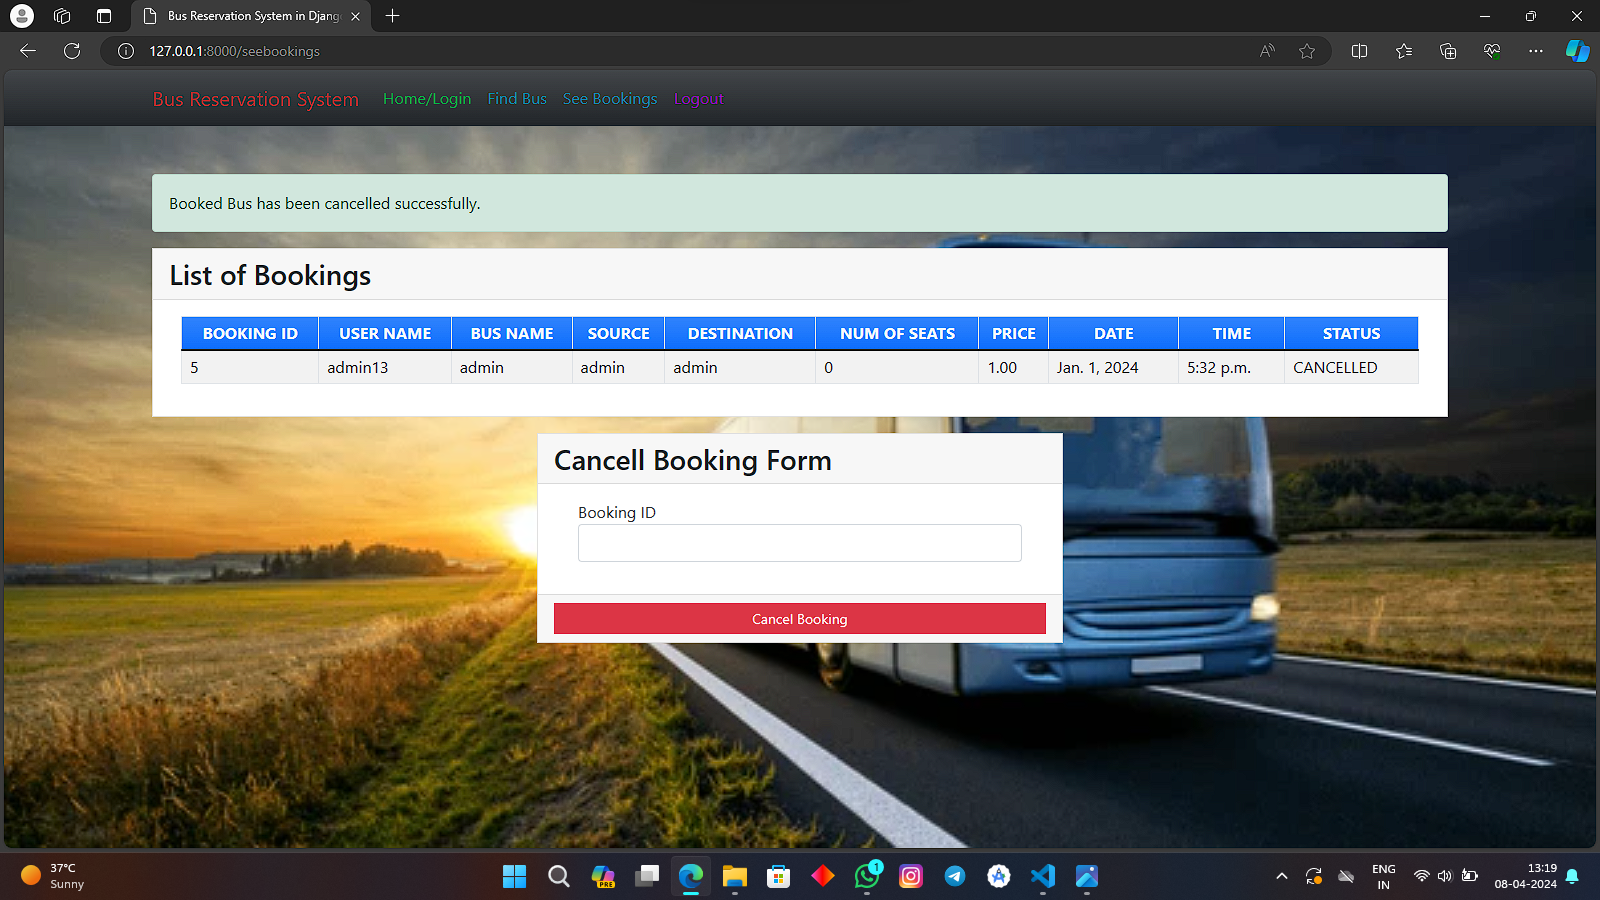 Bus Reservation System in Djang
127.0.0.1:8000/seebookings
Bus Reservation System Home/Login Find Bus See Bookings Logout
Booked Bus has been cancelled successfully.
List of Bookings
BOOKING ID USER NAME BUS NAME SOURCE DESTINATION NUM OF SEATS PRICE DATE TIME STATUS
5 admin13 admin admin admin 0 1.00 Jan. 1, 2024 5:32 p.m. CANCELLED
Cancell Booking Form
Booking ID
Cancel Booking
37°C
Sunny
PRE
1
ENG
IN
13:19
08-04-2024